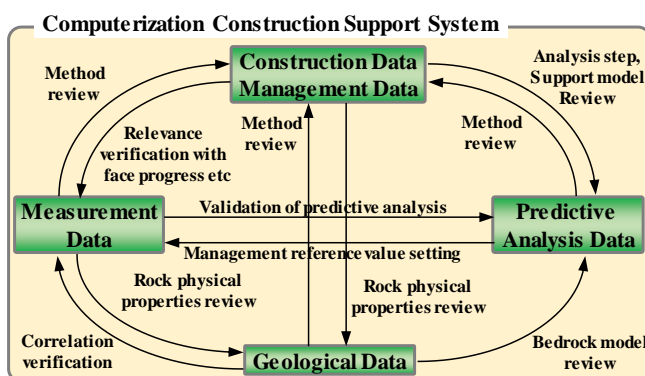 Computerization Construction Support System
Construction Data
Management Data
Analysis step,
Support model
Review
Method
review
Method
review
Method
review
Relevance
verification with
face progress etc
Measurement
Data
Validation of predictive analysis
Predictive
Analysis Data
Management reference value setting
Rock physical
properties review
Rock physical
properties review
Correlation
verification
Geological Data
Bedrock model
review